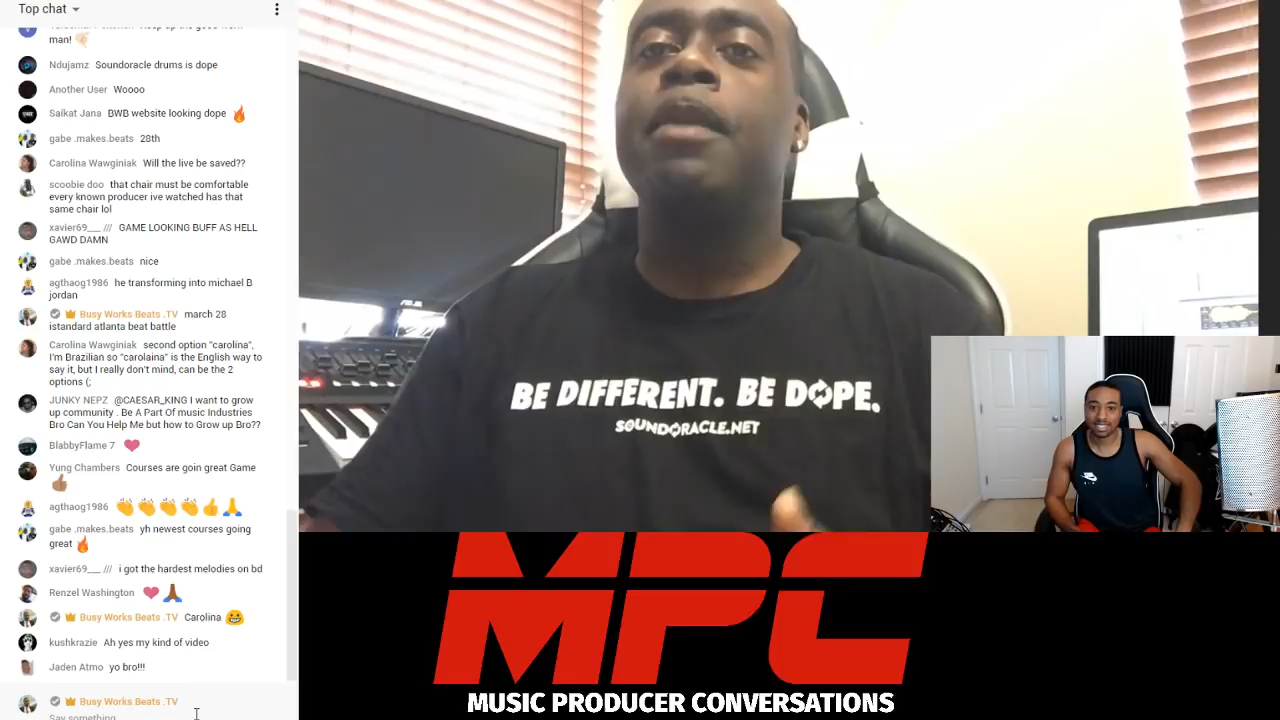 Top chat
man!
Ndujamz Soundoracle drums is dope
Another User Woooo
Saikat Jana BWB website looking dope 🔥
gabe .makes.beats 28th
Carolina Wawginiak Will the live be saved??
scoobie doo that chair must be comfortable
every known producer ive watched has that
same chair lol
xavier69___ /// GAME LOOKING BUFF AS HELL
GAWD DAMN
gabe .makes.beats nice
agthaog1986 he transforming into michael B
jordan
Busy Works Beats .TV march 28
istandard atlanta beat battle
Carolina Wawginiak second option "carolina",
I'm Brazilian so "carolaina" is the English way to
say it, but I really don't mind, can be the 2
options (;
JUNKY NEPZ @CAESAR_KING I want to grow
up community . Be A Part Of music Industries
Bro Can You Help Me but how to Grow up Bro??
BlabbyFlame 7 ❤
Yung Chambers Courses are goin great Game
👍🏽
agthaog1986 👏👏👏👏👍🙏
gabe .makes.beats yh newest courses going
great 🔥
xavier69___ /// i got the hardest melodies on bd
Renzel Washington ❤🙏🏾
Busy Works Beats .TV Carolina 😁
kushkrazie Ah yes my kind of video
Jaden Atmo yo bro!!!
Busy Works Beats .TV
Say something
BE DIFFERENT. BE DOPE.
SOUNDORACLE.NET
MPC
MUSIC PRODUCER CONVERSATIONS